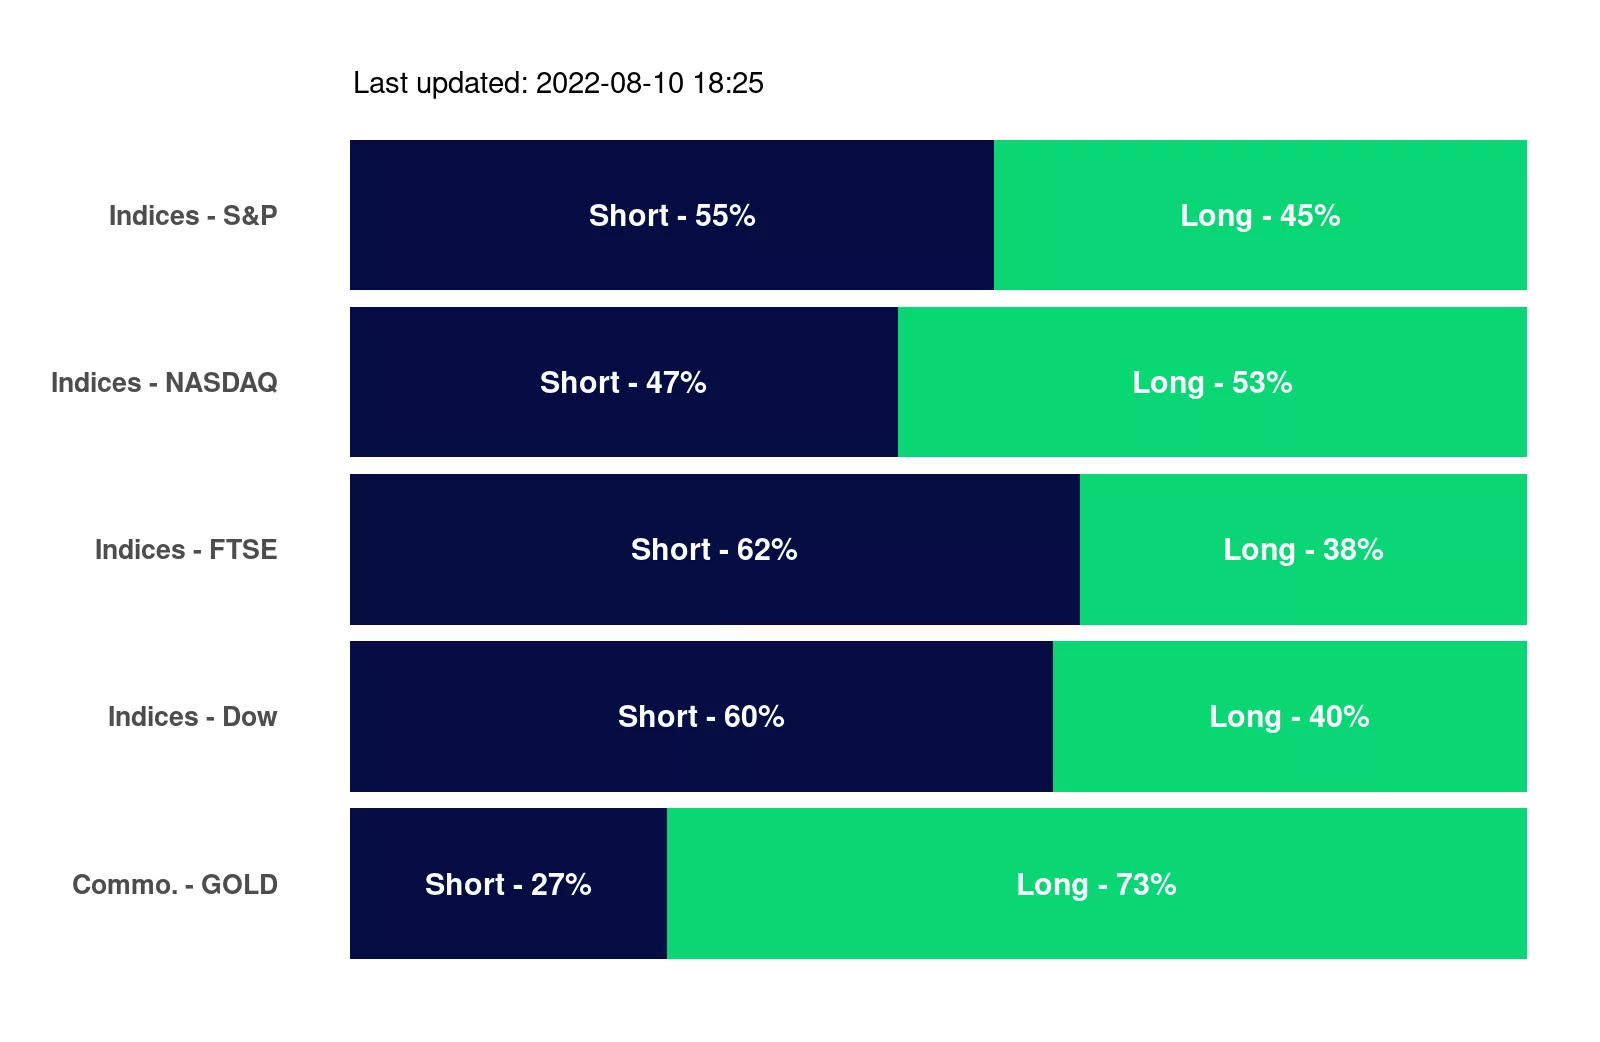 Last updated: 2022-08-10 18:25
Indices - S&P Short - 55% Long - 45%
Indices - NASDAQ Short - 47% Long - 53%
Indices - FTSE Short - 62% Long - 38%
Indices - Dow Short - 60% Long - 40%
Commo. - GOLD Short - 27% Long - 73%